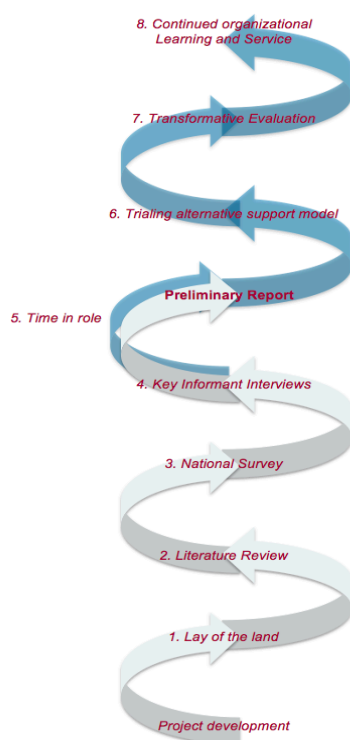 8. Continued organizational
Learning and Service
7. Transformative Evaluation
6. Trialing alternative support model
Preliminary Report
5. Time in role
4. Key Informant Interviews
3. National Survey
2. Literature Review
1. Lay of the land
Project development